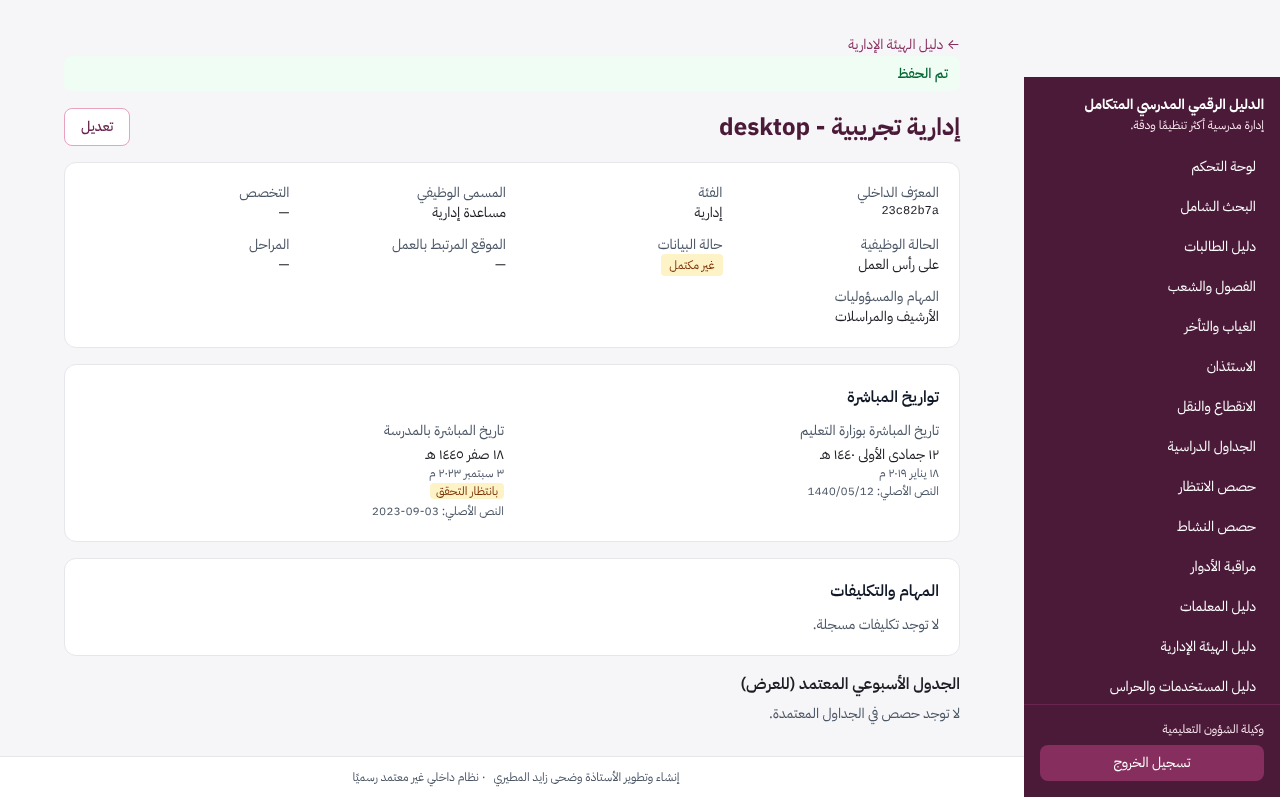 الدليل الرقمي المدرسي المتكامل
إدارة مدرسية أكثر تنظيمًا ودقة.
لوحة التحكم
البحث الشامل
دليل الطالبات
الفصول والشعب
الغياب والتأخر
الاستئذان
الانقطاع والنقل
الجداول الدراسية
حصص الانتظار
حصص النشاط
مراقبة الأدوار
دليل المعلمات
دليل الهيئة الإدارية
دليل المستخدمات والحراس
وكيلة الشؤون التعليمية
تسجيل الخروج
← دليل الهيئة الإدارية
تم الحفظ
إدارية تجريبية - desktop
تعديل
المعرّف الداخلي
23c82b7a
الفئة
إدارية
المسمى الوظيفي
مساعدة إدارية
التخصص
—
الحالة الوظيفية
على رأس العمل
حالة البيانات
غير مكتمل
الموقع المرتبط بالعمل
—
المراحل
—
المهام والمسؤوليات
الأرشيف والمراسلات
تواريخ المباشرة
تاريخ المباشرة بوزارة التعليم
١٢ جمادى الأولى ١٤٤٠ هـ
١٨ يناير ٢٠١٩ م
النص الأصلي: 1440/05/12
تاريخ المباشرة بالمدرسة
١٨ صفر ١٤٤٥ هـ
٣ سبتمبر ٢٠٢٣ م
بانتظار التحقق
النص الأصلي: 2023-09-03
المهام والتكليفات
لا توجد تكليفات مسجلة.
الجدول الأسبوعي المعتمد (للعرض)
لا توجد حصص في الجداول المعتمدة.
إنشاء وتطوير الأستاذة وضحى زايد المطيري · نظام داخلي غير معتمد رسميًا